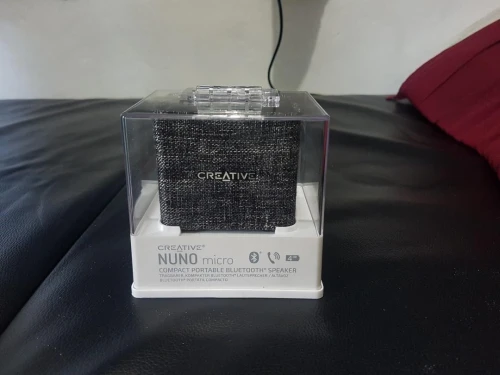 CREATIVE
CREATIVE
NUNO micro
COMPACT PORTABLE BLUETOOTH® SPEAKER